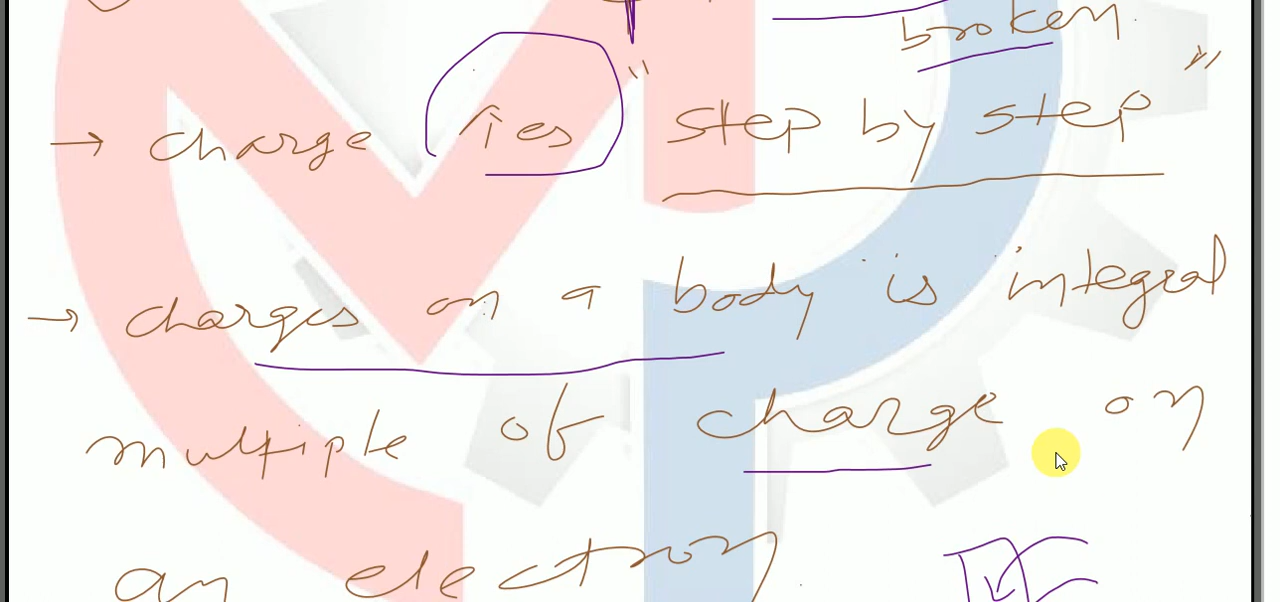 broken
→ charge ies " step by step "
→ charges on a body is integral
multiple of charge on
an electron